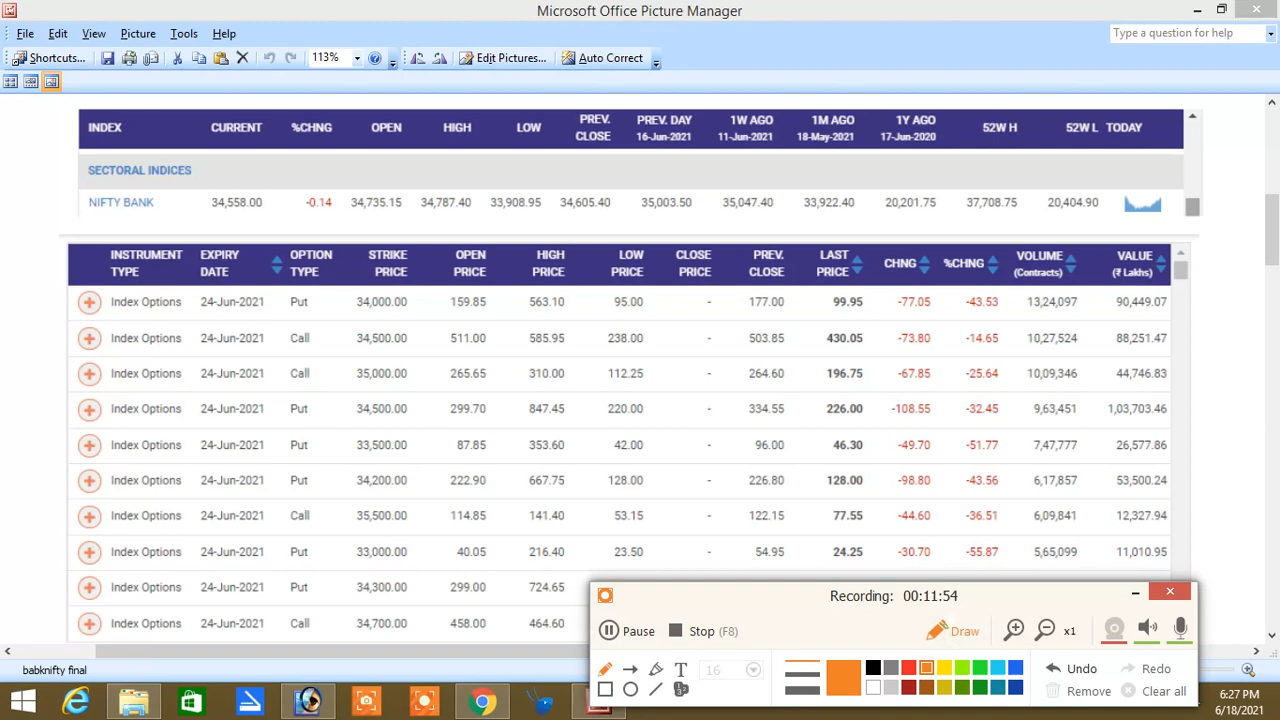 Microsoft Office Picture Manager
File Edit View Picture Tools Help
Type a question for help
Shortcuts... 113% Edit Pictures... Auto Correct
INDEX CURRENT %CHNG OPEN HIGH LOW PREV. CLOSE PREV. DAY 16-Jun-2021 1W AGO 11-Jun-2021 1M AGO 18-May-2021 1Y AGO 17-Jun-2020 52W H 52W L TODAY
SECTORAL INDICES
NIFTY BANK 34,558.00 -0.14 34,735.15 34,787.40 33,908.95 34,605.40 35,003.50 35,047.40 33,922.40 20,201.75 37,708.75 20,404.90
INSTRUMENT TYPE EXPIRY DATE OPTION TYPE STRIKE PRICE OPEN PRICE HIGH PRICE LOW PRICE CLOSE PRICE PREV. CLOSE LAST PRICE CHNG %CHNG VOLUME (Contracts) VALUE (₹ Lakhs)
Index Options 24-Jun-2021 Put 34,000.00 159.85 563.10 95.00 - 177.00 99.95 -77.05 -43.53 13,24,097 90,449.07
Index Options 24-Jun-2021 Call 34,500.00 511.00 585.95 238.00 - 503.85 430.05 -73.80 -14.65 10,27,524 88,251.47
Index Options 24-Jun-2021 Call 35,000.00 265.65 310.00 112.25 - 264.60 196.75 -67.85 -25.64 10,09,346 44,746.83
Index Options 24-Jun-2021 Put 34,500.00 299.70 847.45 220.00 - 334.55 226.00 -108.55 -32.45 9,63,451 1,03,703.46
Index Options 24-Jun-2021 Put 33,500.00 87.85 353.60 42.00 - 96.00 46.30 -49.70 -51.77 7,47,777 26,577.86
Index Options 24-Jun-2021 Put 34,200.00 222.90 667.75 128.00 - 226.80 128.00 -98.80 -43.56 6,17,857 53,500.24
Index Options 24-Jun-2021 Call 35,500.00 114.85 141.40 53.15 - 122.15 77.55 -44.60 -36.51 6,09,841 12,327.94
Index Options 24-Jun-2021 Put 33,000.00 40.05 216.40 23.50 - 54.95 24.25 -30.70 -55.87 5,65,099 11,010.95
Index Options 24-Jun-2021 Put 34,300.00 299.00 724.65
Index Options 24-Jun-2021 Call 34,700.00 458.00 464.60
Recording: 00:11:54
Pause Stop (F8) Draw x1
16 Undo Redo
Remove Clear all
babknifty final
6:27 PM
6/18/2021